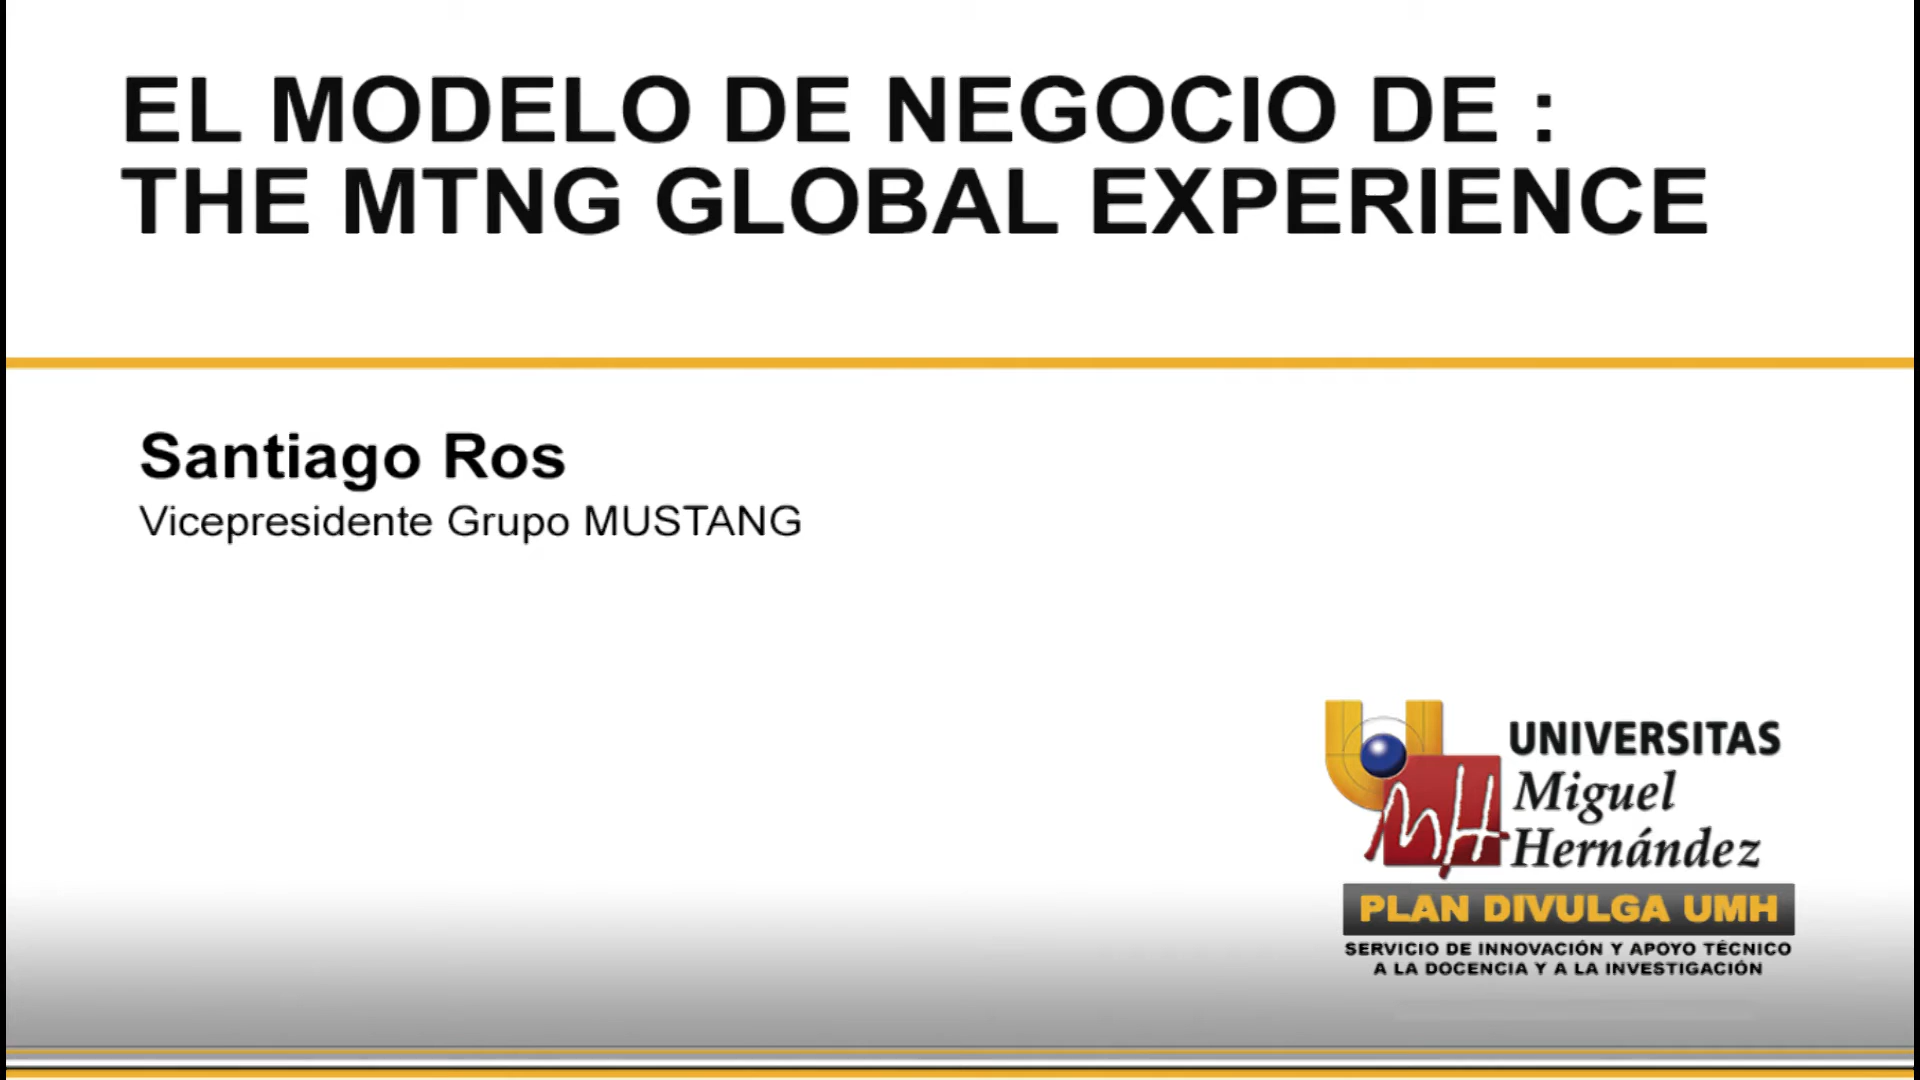 EL MODELO DE NEGOCIO DE :
THE MTNG GLOBAL EXPERIENCE
Santiago Ros
Vicepresidente Grupo MUSTANG
UNIVERSITAS
Miguel
Hernández
MH
PLAN DIVULGA UMH
SERVICIO DE INNOVACIÓN Y APOYO TÉCNICO
A LA DOCENCIA Y A LA INVESTIGACIÓN